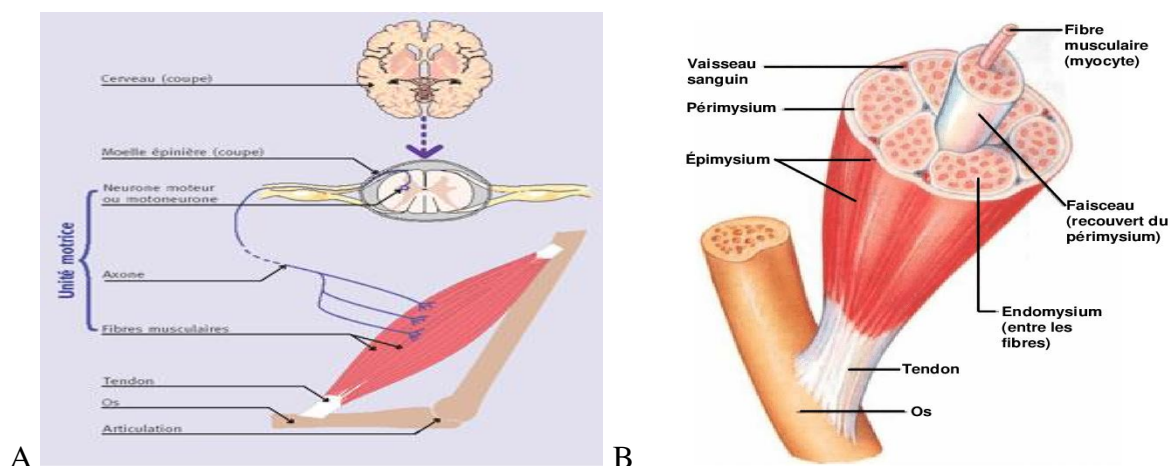 Cerveau (coupe)
Moelle épinière (coupe)
Neurone moteur
ou motoneurone
Unité motrice
Axone
Fibres musculaires
Tendon
Os
Articulation
A
Fibre
musculaire
(myocyte)
Vaisseau
sanguin
Périmysium
Épimysium
Faisceau
(recouvert du
périmysium)
Endomysium
(entre les
fibres)
Tendon
Os
B